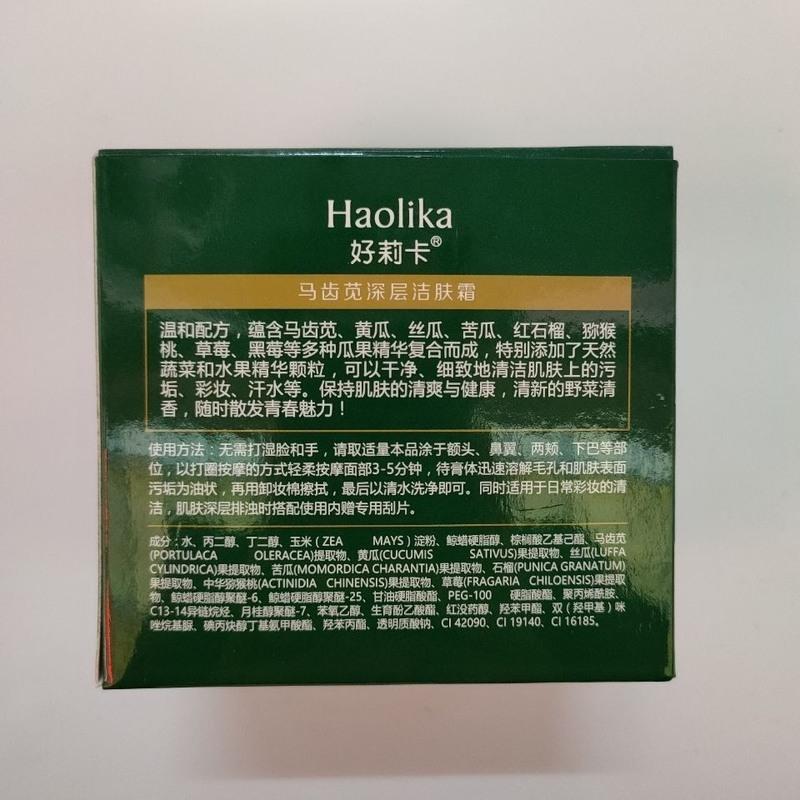 Haolika
好莉卡®
马齿苋深层洁肤霜
温和配方，蕴含马齿苋、黄瓜、丝瓜、苦瓜、红石榴、猕猴
桃、草莓、黑莓等多种瓜果精华复合而成，特别添加了天然
蔬菜和水果精华颗粒，可以干净、细致地清洁肌肤上的污
垢、彩妆、汗水等。保持肌肤的清爽与健康，清新的野菜清
香，随时散发青春魅力！
使用方法：无需打湿脸和手，请取适量本品涂于额头、鼻翼、两颊、下巴等部
位，以打圈按摩的方式轻柔按摩面部3-5分钟，待膏体迅速溶解毛孔和肌肤表面
污垢为油状，再用卸妆棉擦拭，最后以清水洗净即可。同时适用于日常彩妆的清
洁，肌肤深层排浊时搭配使用内赠专用刮片。
成分：水、丙二醇、丁二醇、玉米（ZEA MAYS）淀粉、鲸蜡硬脂醇、棕榈酸乙基己酯、马齿苋
(PORTULACA OLERACEA)提取物、黄瓜(CUCUMIS SATIVUS)果提取物、丝瓜(LUFFA
CYLINDRICA)果提取物、苦瓜(MOMORDICA CHARANTIA)果提取物、石榴(PUNICA GRANATUM)
果提取物、中华猕猴桃(ACTINIDIA CHINENSIS)果提取物、草莓(FRAGARIA CHILOENSIS)果提取
物、鲸蜡硬脂醇聚醚-6、鲸蜡硬脂醇聚醚-25、甘油硬脂酸酯、PEG-100 硬脂酸酯、聚丙烯酰胺、
C13-14异链烷烃、月桂醇聚醚-7、苯氧乙醇、生育酚乙酸酯、红没药醇、羟苯甲酯、双（羟甲基）咪
唑烷基脲、碘丙炔醇丁基氨甲酸酯、羟苯丙酯、透明质酸钠、CI 42090、CI 19140、CI 16185。